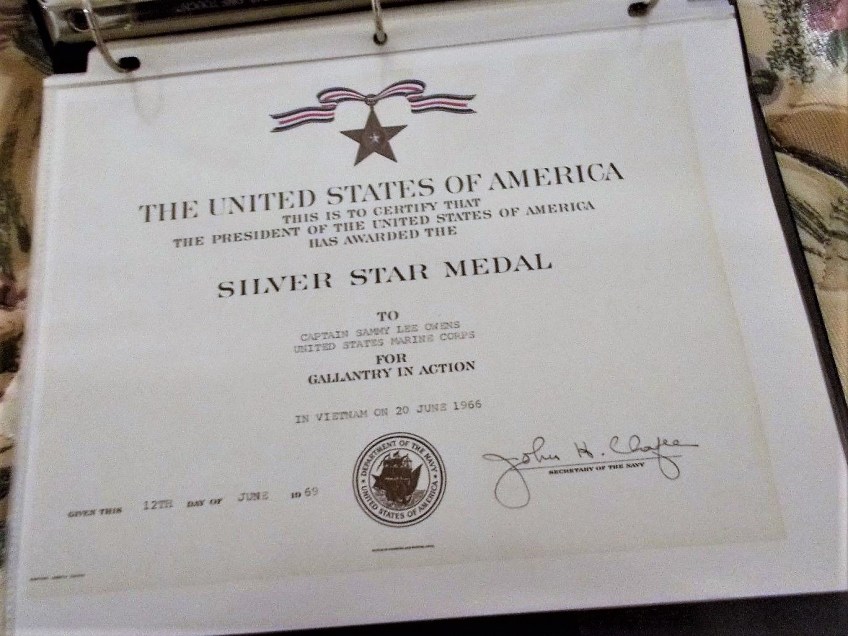 THE UNITED STATES OF AMERICA
THIS IS TO CERTIFY THAT
THE PRESIDENT OF THE UNITED STATES OF AMERICA
HAS AWARDED THE
SILVER STAR MEDAL
TO
CAPTAIN SAMMY LEE OWENS
UNITED STATES MARINE CORPS
FOR
GALLANTRY IN ACTION
IN VIETNAM ON 20 JUNE 1966
DEPARTMENT OF THE NAVY
UNITED STATES OF AMERICA
John H. Chafee
SECRETARY OF THE NAVY
GIVEN THIS 12TH DAY OF JUNE 19 69